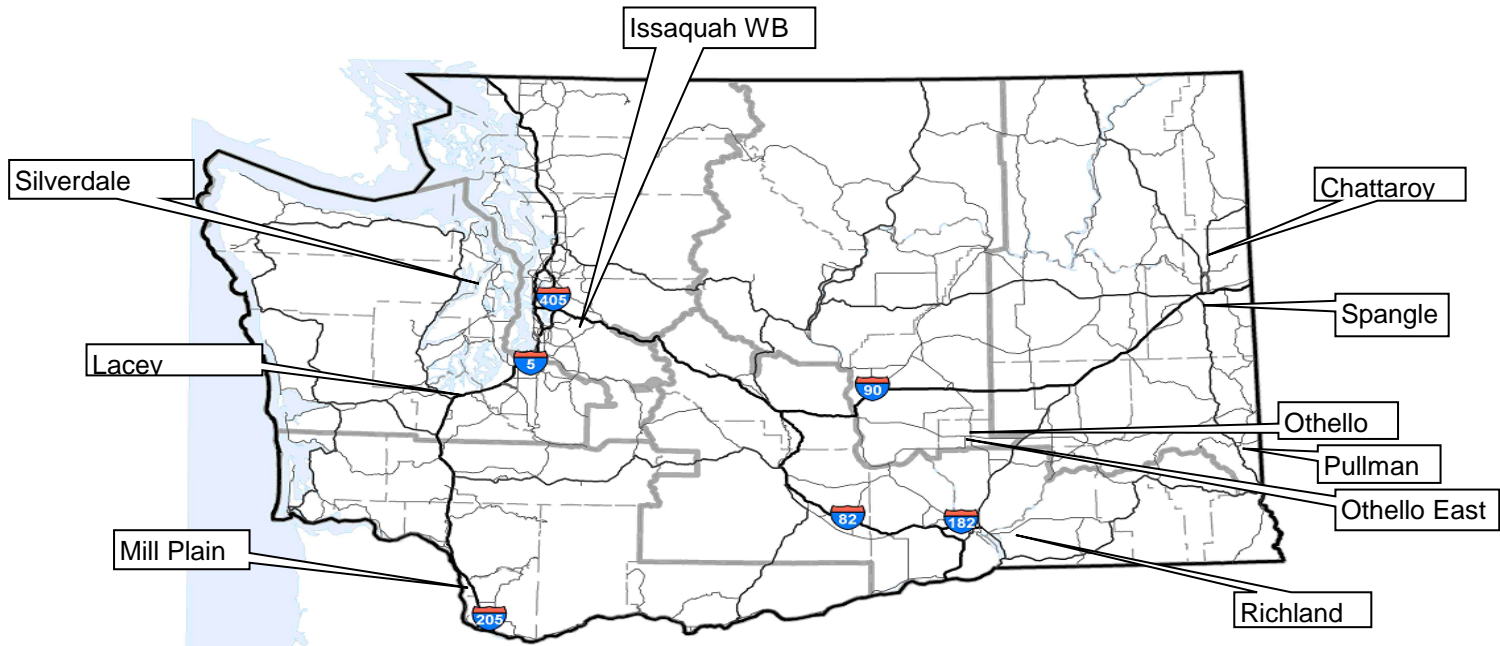 Issaquah WB
Silverdale
Chattaroy
405
Spangle
Lacey
5
90
Othello
Pullman
82
182
Othello East
Mill Plain
205
Richland